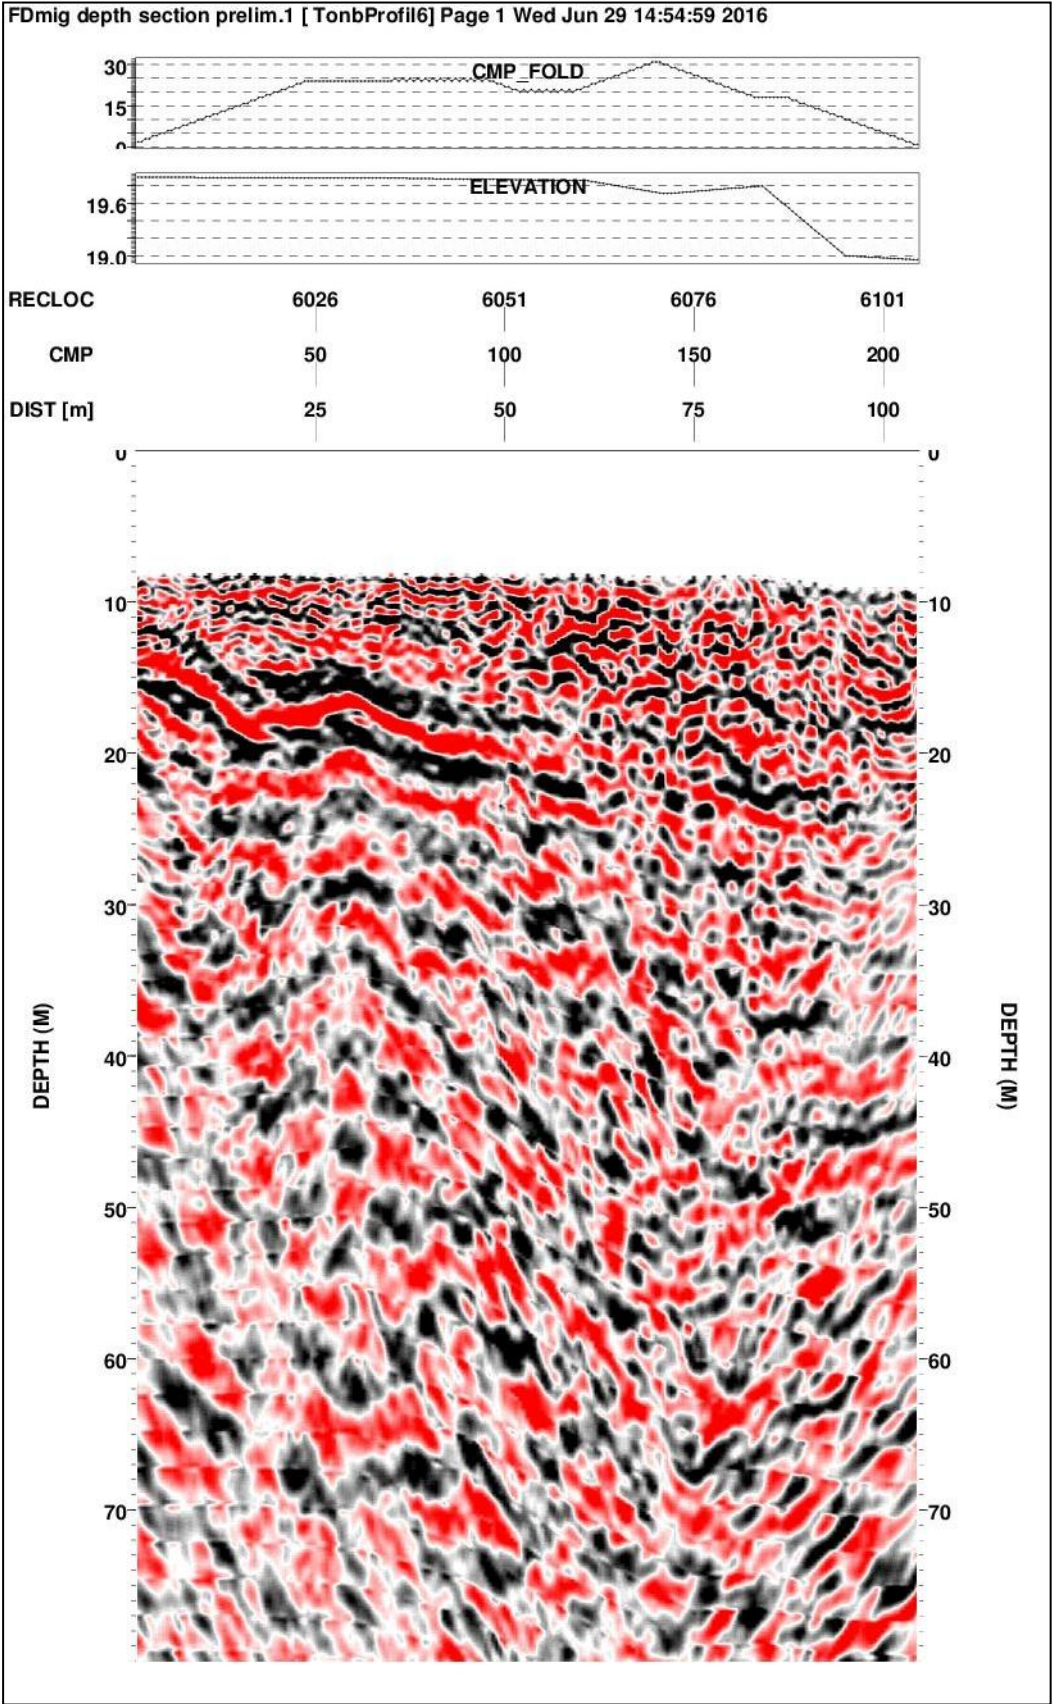 FDmig depth section prelim.1 [ TonbProfil6] Page 1 Wed Jun 29 14:54:59 2016
CMP_FOLD
30
15
0
ELEVATION
19.6
19.0
RECLOC 6026 6051 6076 6101
CMP 50 100 150 200
DIST [m] 25 50 75 100
0 0
10 10
20 20
30 30
DEPTH (M) DEPTH (M)
40 40
50 50
60 60
70 70